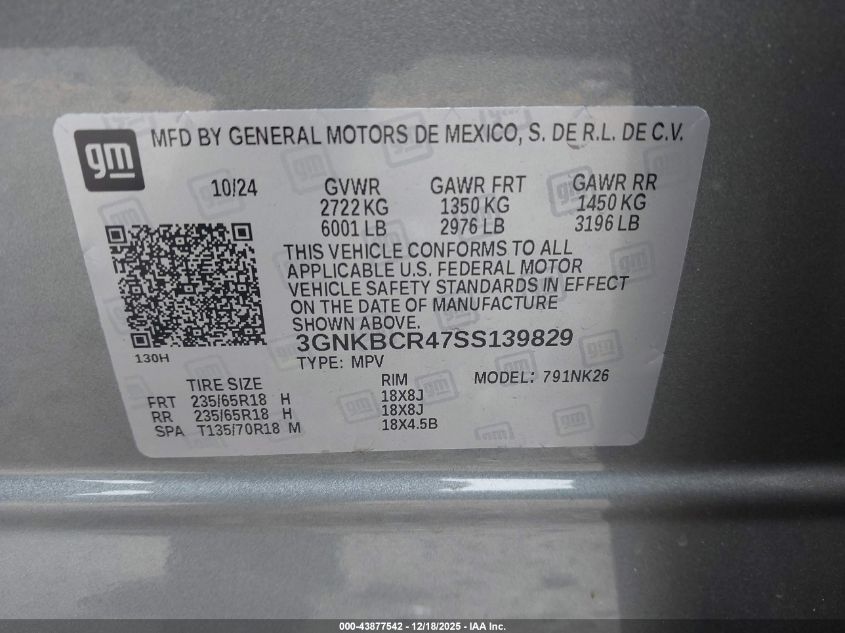 gm
MFD BY GENERAL MOTORS DE MEXICO, S. DE R.L. DE C.V.
10/24 GVWR GAWR FRT GAWR RR
2722 KG 1350 KG 1450 KG
6001 LB 2976 LB 3196 LB
THIS VEHICLE CONFORMS TO ALL
APPLICABLE U.S. FEDERAL MOTOR
VEHICLE SAFETY STANDARDS IN EFFECT
ON THE DATE OF MANUFACTURE
SHOWN ABOVE.
3GNKBCR47SS139829
130H
TYPE: MPV
TIRE SIZE RIM MODEL: 791NK26
FRT 235/65R18 H 18X8J
RR 235/65R18 H 18X8J
SPA T135/70R18 M 18X4.5B
000-43877542 - 12/18/2025 - IAA Inc.